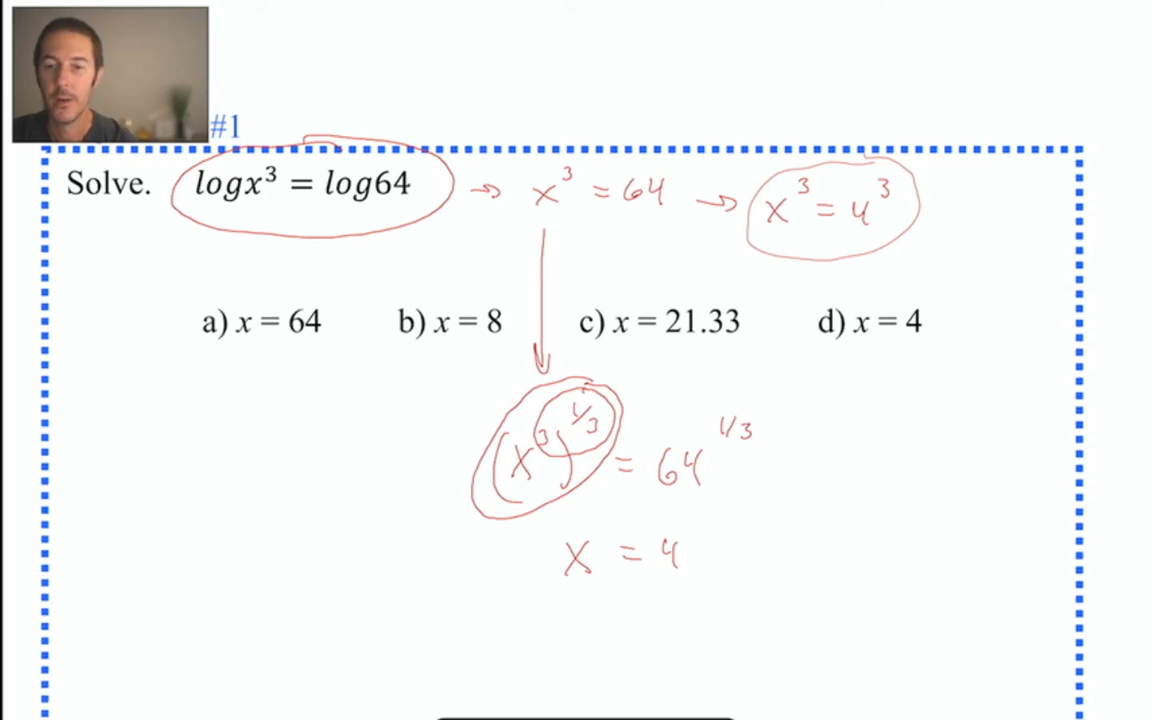 #1
Solve. logx³ = log64 → x³ = 64 → x³ = 4³
a) x = 64 b) x = 8 c) x = 21.33 d) x = 4
(x³)^1/3 = 64^1/3
x = 4